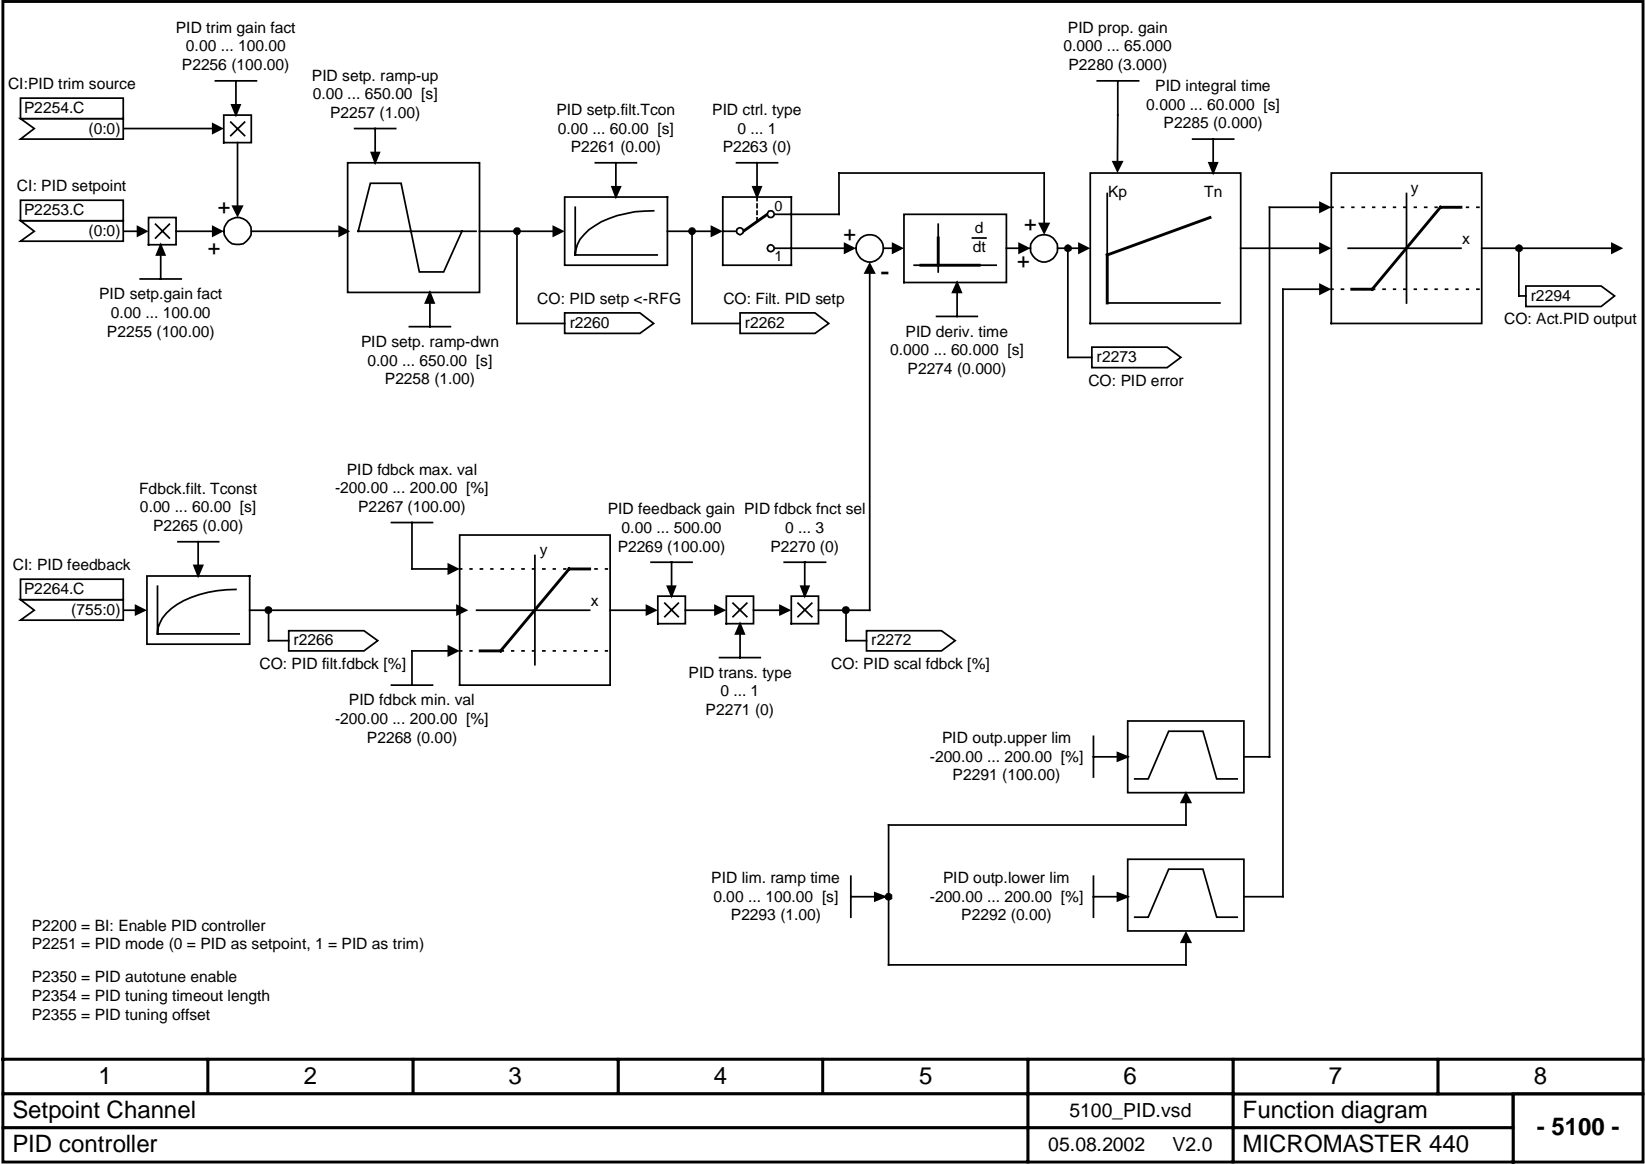 PID trim gain fact
0.00 ... 100.00
P2256 (100.00)
CI:PID trim source
P2254.C
(0:0)
×
PID setp. ramp-up
0.00 ... 650.00 [s]
P2257 (1.00)
PID setp.filt.Tcon
0.00 ... 60.00 [s]
P2261 (0.00)
PID ctrl. type
0 ... 1
P2263 (0)
PID prop. gain
0.000 ... 65.000
P2280 (3.000)
PID integral time
0.000 ... 60.000 [s]
P2285 (0.000)
CI: PID setpoint
P2253.C
(0:0)
×
+
+
PID setp.gain fact
0.00 ... 100.00
P2255 (100.00)
PID setp. ramp-dwn
0.00 ... 650.00 [s]
P2258 (1.00)
CO: PID setp <-RFG
r2260
0
1
CO: Filt. PID setp
r2262
+
-
d
dt
PID deriv. time
0.000 ... 60.000 [s]
P2274 (0.000)
+
+
Kp
Tn
r2273
CO: PID error
y
x
r2294
CO: Act.PID output
Fdbck.filt. Tconst
0.00 ... 60.00 [s]
P2265 (0.00)
CI: PID feedback
P2264.C
(755:0)
r2266
CO: PID filt.fdbck [%]
PID fdbck max. val
-200.00 ... 200.00 [%]
P2267 (100.00)
y
x
PID fdbck min. val
-200.00 ... 200.00 [%]
P2268 (0.00)
PID feedback gain
0.00 ... 500.00
P2269 (100.00)
PID fdbck fnct sel
0 ... 3
P2270 (0)
×
×
×
PID trans. type
0 ... 1
P2271 (0)
r2272
CO: PID scal fdbck [%]
PID outp.upper lim
-200.00 ... 200.00 [%]
P2291 (100.00)
PID lim. ramp time
0.00 ... 100.00 [s]
P2293 (1.00)
PID outp.lower lim
-200.00 ... 200.00 [%]
P2292 (0.00)
P2200 = BI: Enable PID controller
P2251 = PID mode (0 = PID as setpoint, 1 = PID as trim)
P2350 = PID autotune enable
P2354 = PID tuning timeout length
P2355 = PID tuning offset
1 2 3 4 5 6 7 8
Setpoint Channel
5100_PID.vsd
Function diagram
- 5100 -
PID controller
05.08.2002 V2.0
MICROMASTER 440